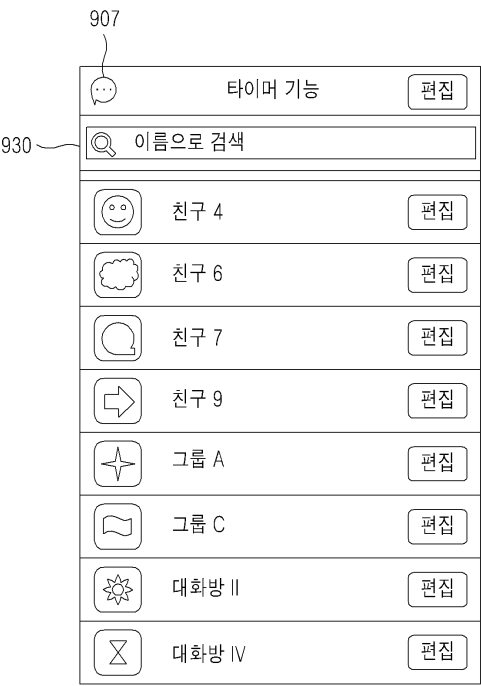 907
타이머 기능 편집
930
이름으로 검색
친구 4 편집
친구 6 편집
친구 7 편집
친구 9 편집
그룹 A 편집
그룹 C 편집
대화방 II 편집
대화방 IV 편집